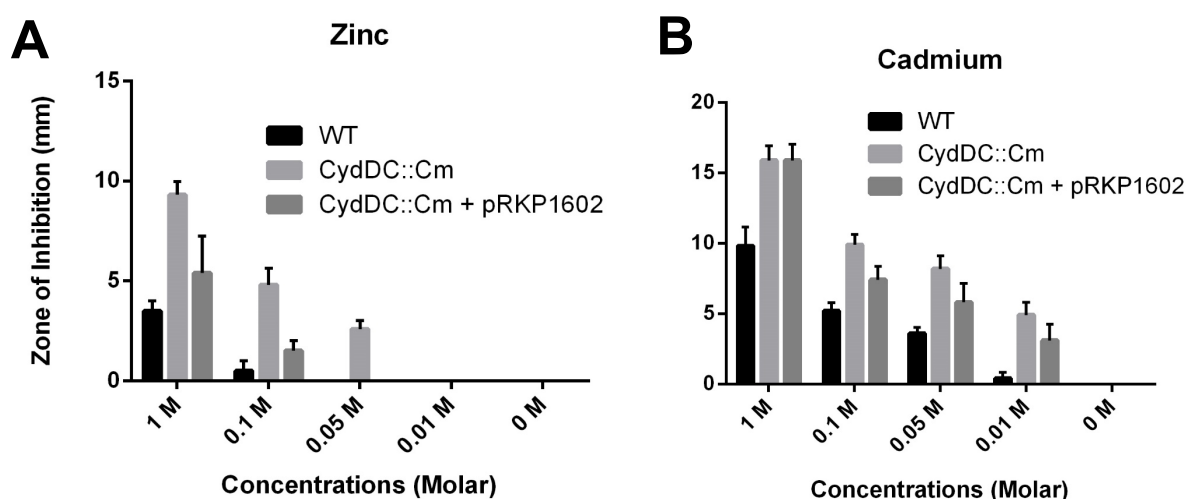 A
Zinc
15
10
5
0
Zone of Inhibition (mm)
WT
CydDC::Cm
CydDC::Cm + pRKP1602
1 M
0.1 M
0.05 M
0.01 M
0 M
Concentrations (Molar)
B
Cadmium
20
15
10
5
0
WT
CydDC::Cm
CydDC::Cm + pRKP1602
1 M
0.1 M
0.05 M
0.01 M
0 M
Concentrations (Molar)